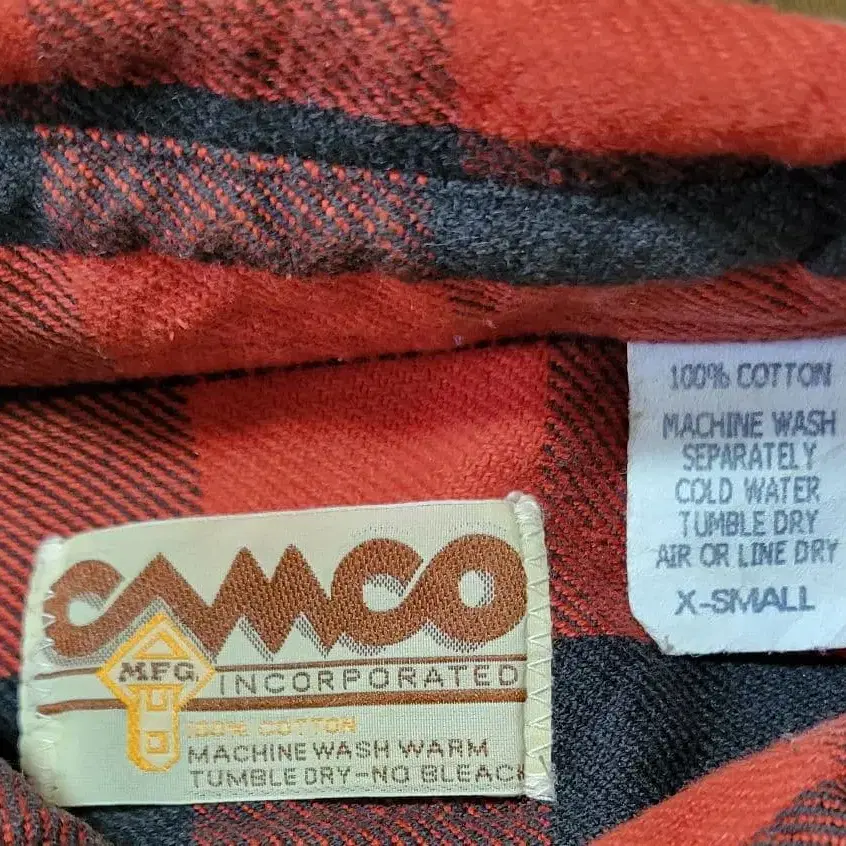 100% COTTON
MACHINE WASH
SEPARATELY
COLD WATER
TUMBLE DRY
AIR OR LINE DRY
X-SMALL
CAMCO
MFG.
INCORPORATED
100% COTTON
MACHINE WASH WARM
TUMBLE DRY-NO BLEACH